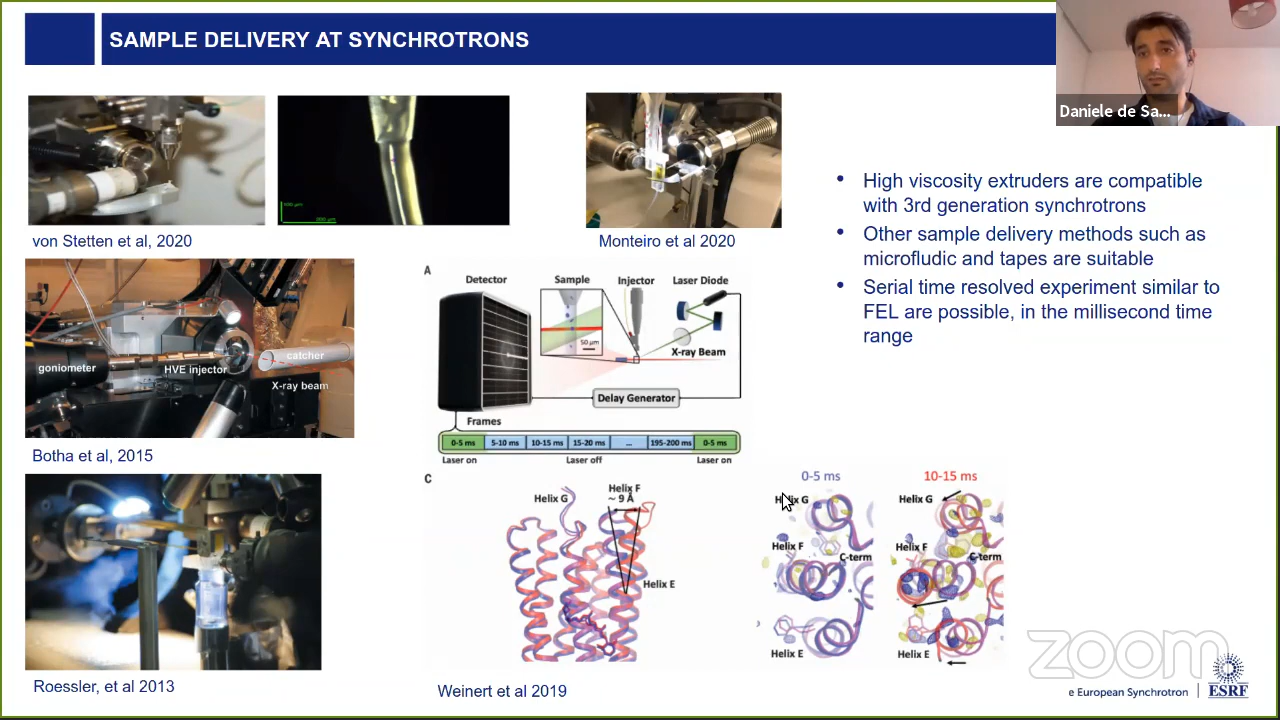 SAMPLE DELIVERY AT SYNCHROTRONS
Daniele de Sa...
von Stetten et al, 2020
Monteiro et al 2020
High viscosity extruders are compatible
with 3rd generation synchrotrons
Other sample delivery methods such as
microfludic and tapes are suitable
Serial time resolved experiment similar to
FEL are possible, in the millisecond time
range
goniometer
HVE injector
catcher
X-ray beam
Botha et al, 2015
Roessler, et al 2013
A
Detector
Sample
Injector
Laser Diode
50 µm
X-ray Beam
Delay Generator
Frames
0-5 ms 5-10 ms 10-15 ms 15-20 ms ... 195-200 ms 0-5 ms
Laser on Laser off Laser on
C
Helix G
Helix F
~ 9 Å
Helix E
0-5 ms
Helix G
Helix F
C-term
Helix E
10-15 ms
Helix G
Helix F
C-term
Helix E
Weinert et al 2019
zoom
e European Synchrotron
ESRF